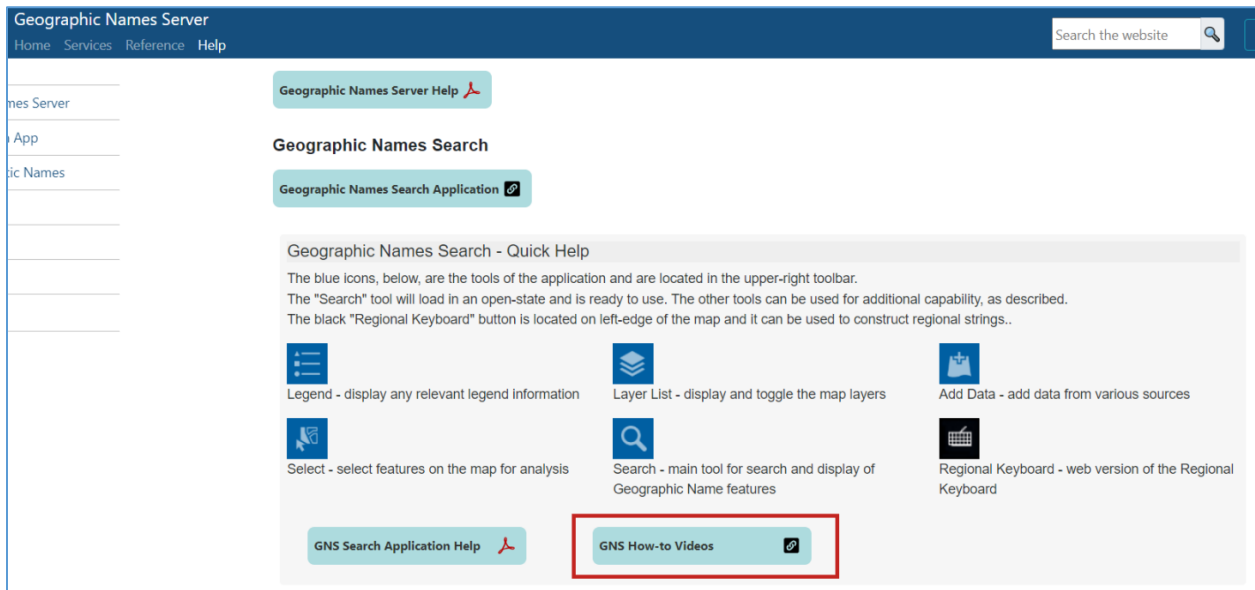 Geographic Names Server
Home Services Reference Help
Search the website
mes Server
App
tic Names
Geographic Names Server Help
Geographic Names Search
Geographic Names Search Application
Geographic Names Search - Quick Help
The blue icons, below, are the tools of the application and are located in the upper-right toolbar.
The "Search" tool will load in an open-state and is ready to use. The other tools can be used for additional capability, as described.
The black "Regional Keyboard" button is located on left-edge of the map and it can be used to construct regional strings..
Legend - display any relevant legend information
Layer List - display and toggle the map layers
Add Data - add data from various sources
Select - select features on the map for analysis
Search - main tool for search and display of
Geographic Name features
Regional Keyboard - web version of the Regional
Keyboard
GNS Search Application Help
GNS How-to Videos